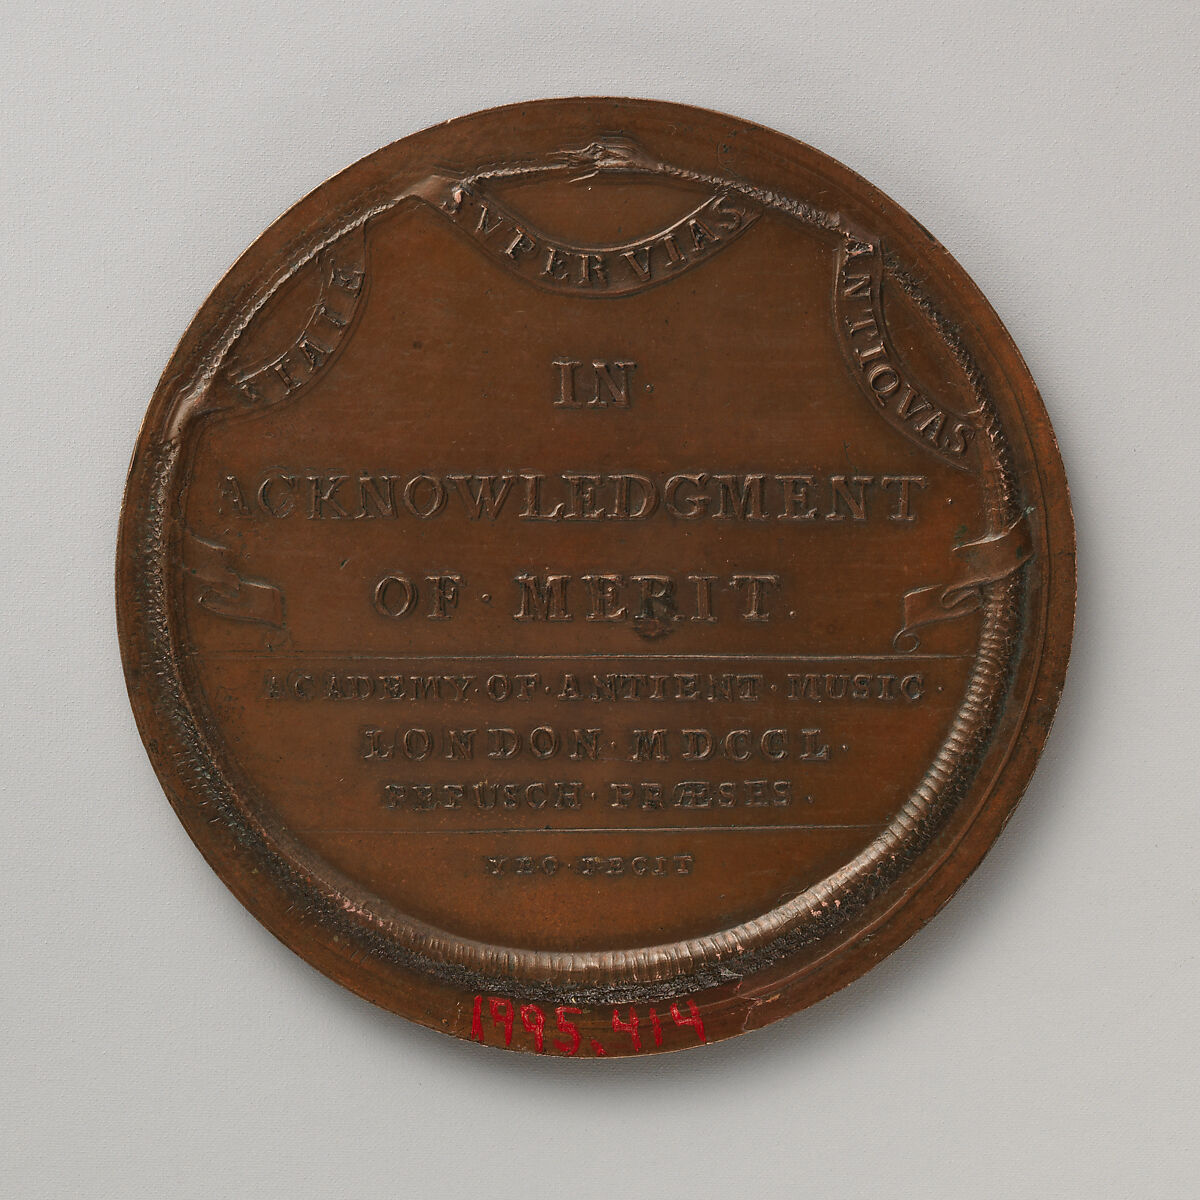 STATE
SVPER VIAS
ANTIQVAS
IN ·
ACKNOWLEDGMENT
OF · MERIT .
ACADEMY · OF · ANTIENT · MUSIC ·
LONDON · MDCCL ·
PEPUSCH · PRÆSES .
YEO · FECIT
1995.414